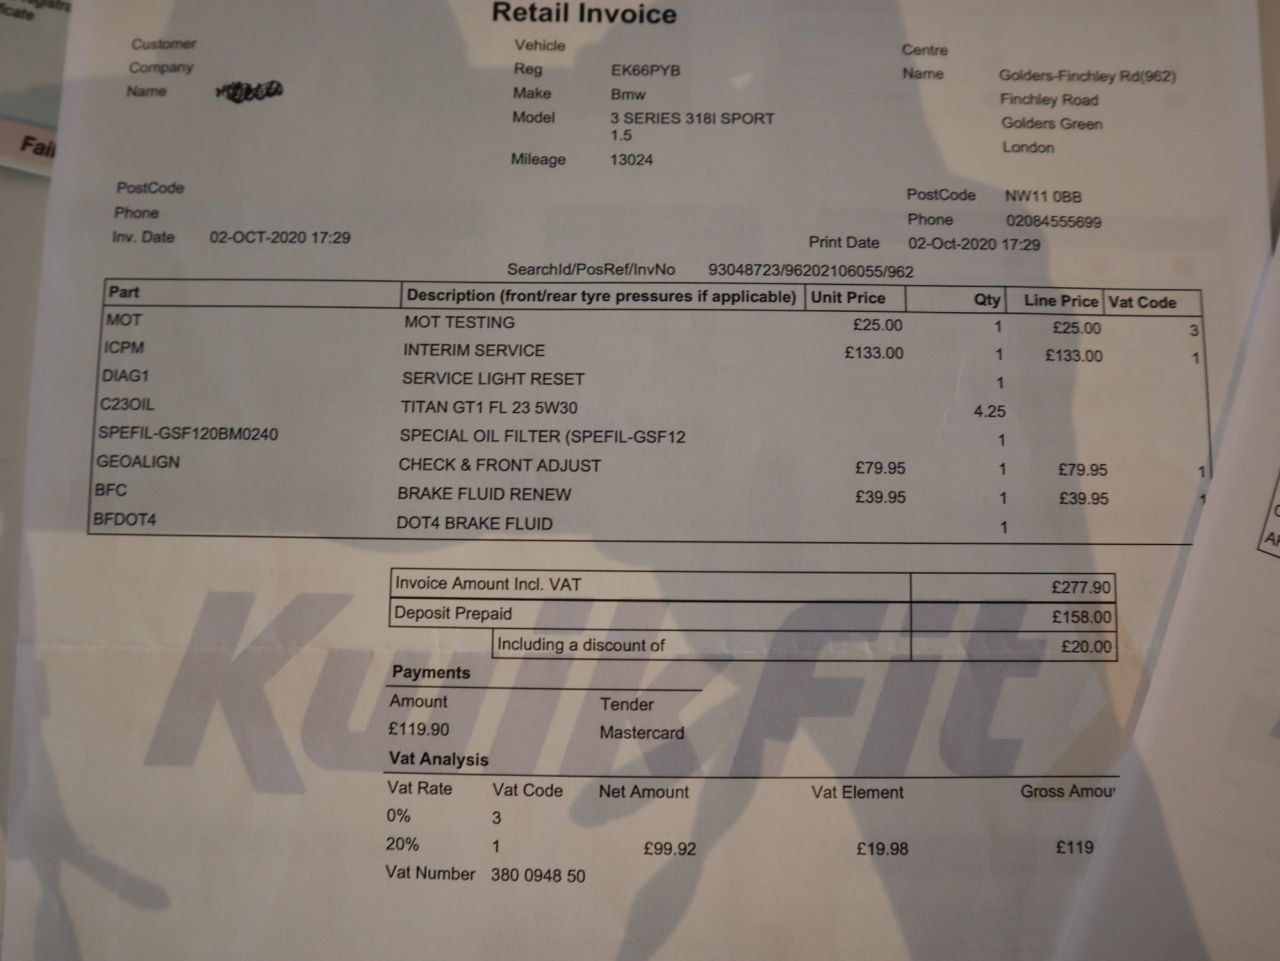 Retail Invoice
Customer
Company
Name
PostCode
Phone
Inv. Date 02-OCT-2020 17:29
Vehicle
Reg EK66PYB
Make Bmw
Model 3 SERIES 318I SPORT
1.5
Mileage 13024
Centre
Name Golders-Finchley Rd(962)
Finchley Road
Golders Green
London
PostCode NW11 0BB
Phone 02084555699
Print Date 02-Oct-2020 17:29
SearchId/PosRef/InvNo 93048723/96202106055/962
Part Description (front/rear tyre pressures if applicable) Unit Price Qty Line Price Vat Code
MOT MOT TESTING £25.00 1 £25.00 3
ICPM INTERIM SERVICE £133.00 1 £133.00 1
DIAG1 SERVICE LIGHT RESET 1
C23OIL TITAN GT1 FL 23 5W30 4.25
SPEFIL-GSF120BM0240 SPECIAL OIL FILTER (SPEFIL-GSF12 1
GEOALIGN CHECK & FRONT ADJUST £79.95 1 £79.95 1
BFC BRAKE FLUID RENEW £39.95 1 £39.95 1
BFDOT4 DOT4 BRAKE FLUID 1
Invoice Amount Incl. VAT £277.90
Deposit Prepaid £158.00
Including a discount of £20.00
KwikFit
Payments
Amount Tender
£119.90 Mastercard
Vat Analysis
Vat Rate Vat Code Net Amount Vat Element Gross Amou
0% 3
20% 1 £99.92 £19.98 £119
Vat Number 380 0948 50
Fail